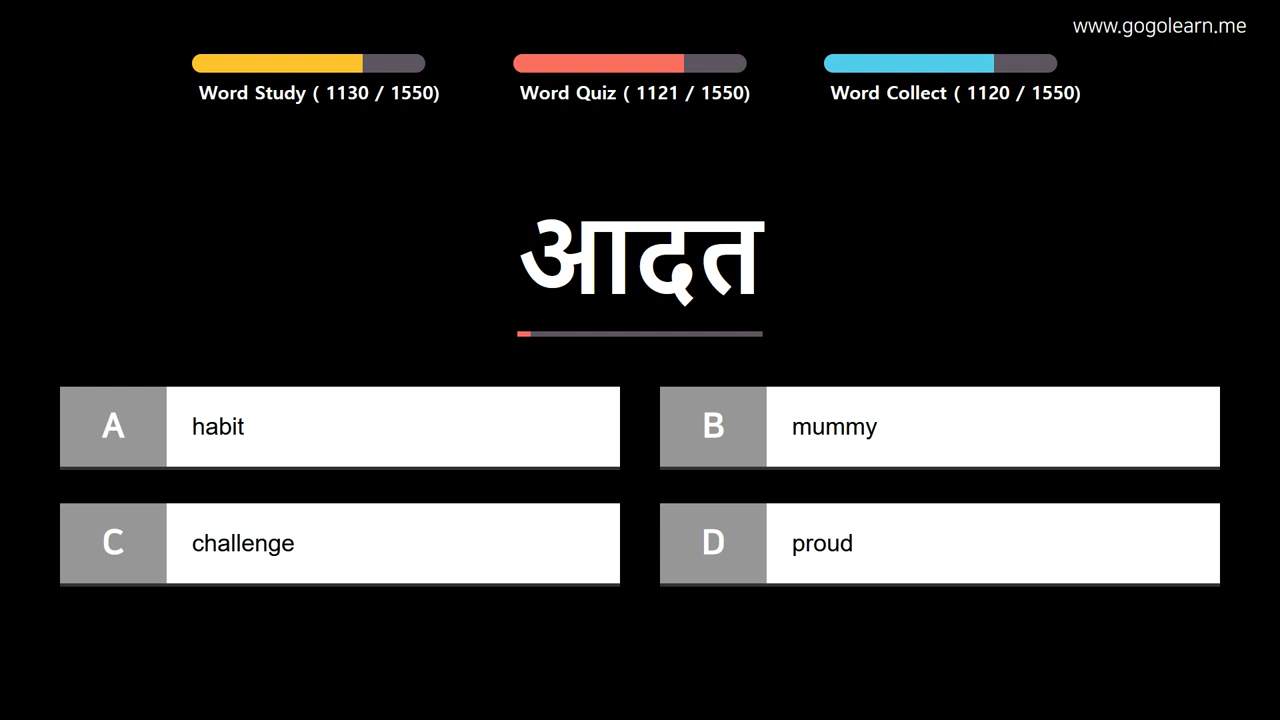 www.gogolearn.me
Word Study ( 1130 / 1550)
Word Quiz ( 1121 / 1550)
Word Collect ( 1120 / 1550)
आदत
A habit
B mummy
C challenge
D proud